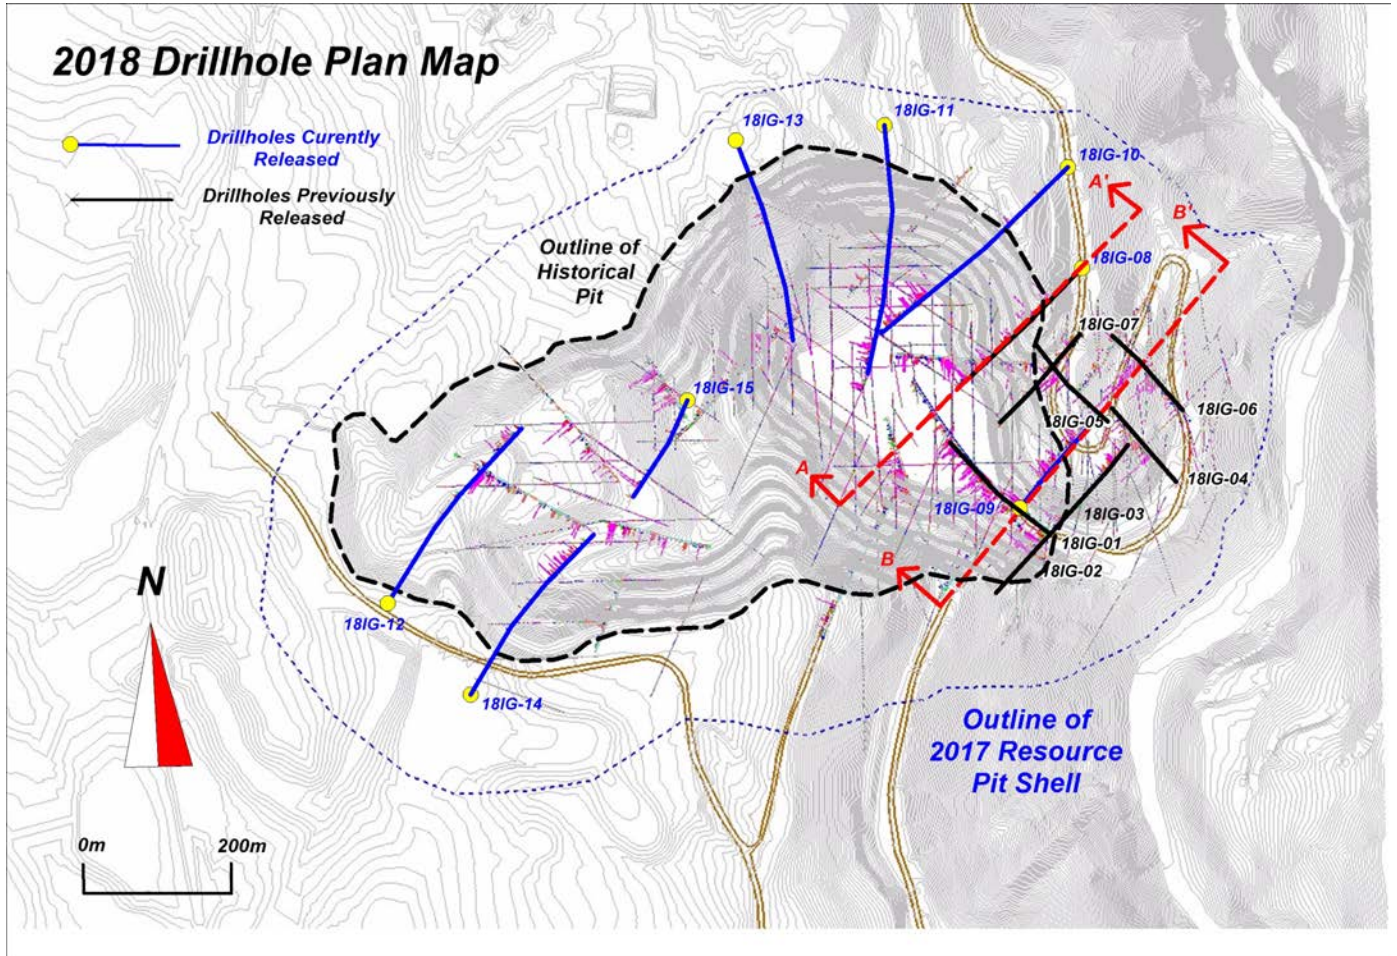 2018 Drillhole Plan Map
Drillholes Curently
Released
Drillholes Previously
Released
Outline of
Historical
Pit
18IG-13
18IG-11
18IG-10
A'
B'
18IG-08
18IG-07
18IG-06
18IG-05
18IG-15
18IG-04
A
18IG-09
18IG-03
18IG-01
18IG-02
B
18IG-12
18IG-14
N
Outline of
2017 Resource
Pit Shell
0m
200m